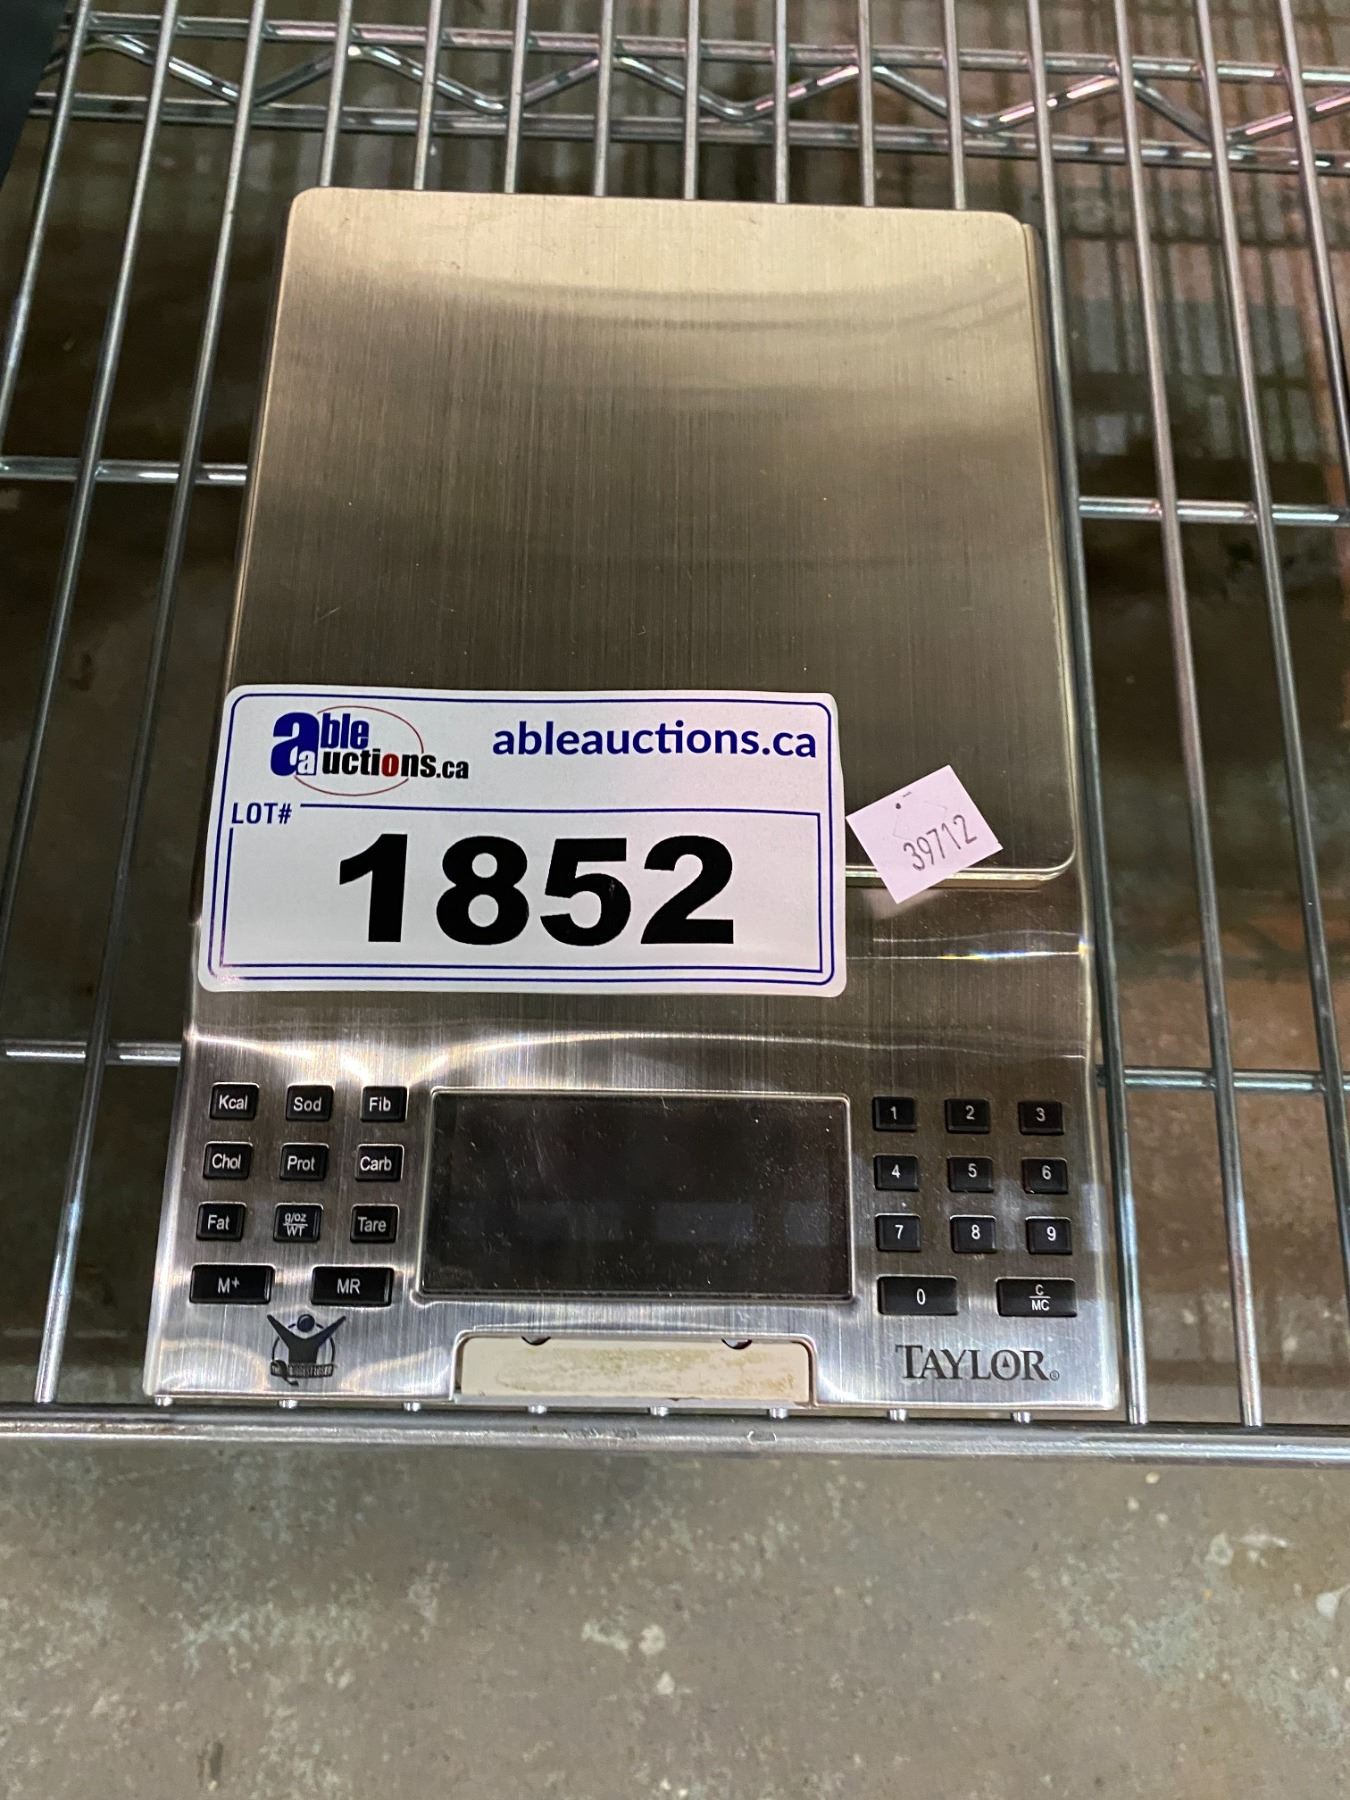 able auctions.ca
ableauctions.ca
LOT#
1852
39712
Kcal Sod Fib
Chol Prot Carb
Fat g/oz WT Tare
M+ MR
1 2 3
4 5 6
7 8 9
0 C MC
TAYLOR®